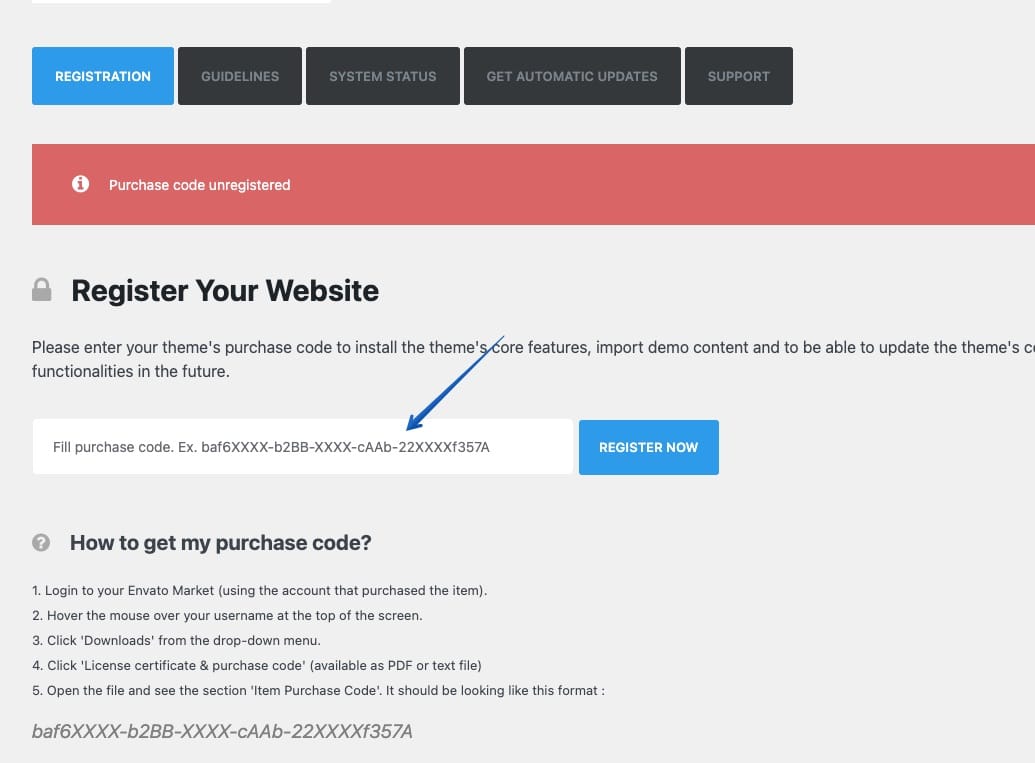 REGISTRATION
GUIDELINES
SYSTEM STATUS
GET AUTOMATIC UPDATES
SUPPORT
Purchase code unregistered
Register Your Website
Please enter your theme's purchase code to install the theme's core features, import demo content and to be able to update the theme's
functionalities in the future.
Fill purchase code. Ex. baf6XXXX-b2BB-XXXX-cAAb-22XXXXf357A
REGISTER NOW
How to get my purchase code?
1. Login to your Envato Market (using the account that purchased the item).
2. Hover the mouse over your username at the top of the screen.
3. Click 'Downloads' from the drop-down menu.
4. Click 'License certificate & purchase code' (available as PDF or text file)
5. Open the file and see the section 'Item Purchase Code'. It should be looking like this format :
baf6XXXX-b2BB-XXXX-cAAb-22XXXXf357A